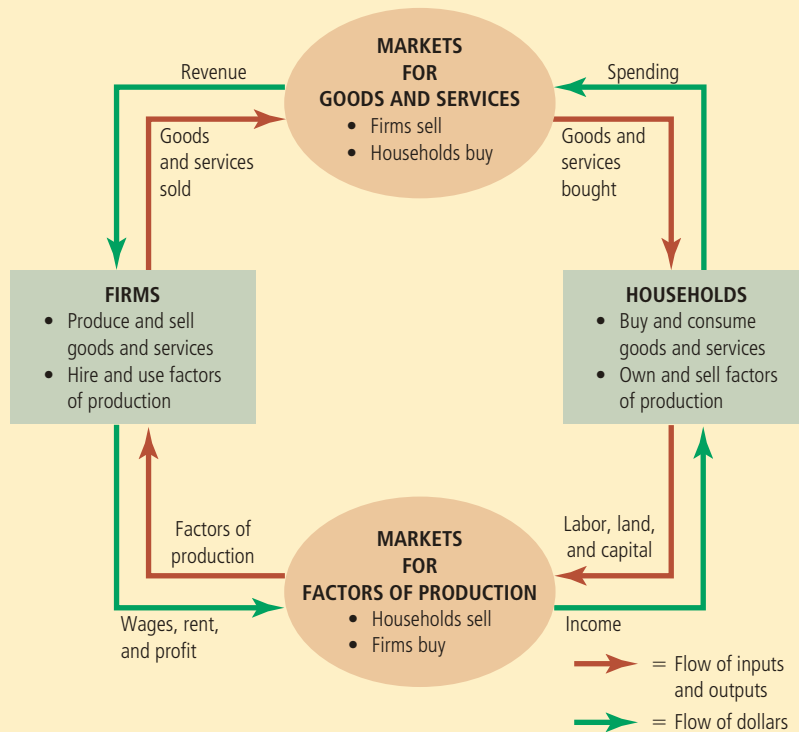 MARKETS
FOR
GOODS AND SERVICES
• Firms sell
• Households buy
Revenue
Spending
Goods
and services
sold
Goods and
services
bought
FIRMS
• Produce and sell
goods and services
• Hire and use factors
of production
HOUSEHOLDS
• Buy and consume
goods and services
• Own and sell factors
of production
Factors of
production
Labor, land,
and capital
MARKETS
FOR
FACTORS OF PRODUCTION
• Households sell
• Firms buy
Wages, rent,
and profit
Income
= Flow of inputs
and outputs
= Flow of dollars